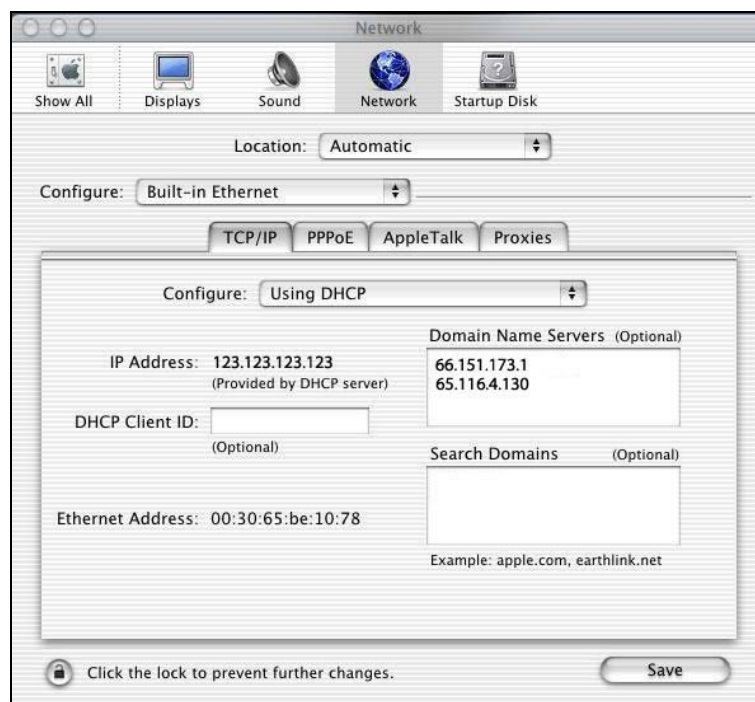 Network
Show All Displays Sound Network Startup Disk
Location: Automatic
Configure: Built-in Ethernet
TCP/IP PPPoE AppleTalk Proxies
Configure: Using DHCP
Domain Name Servers (Optional)
IP Address: 123.123.123.123
(Provided by DHCP server)
66.151.173.1
65.116.4.130
DHCP Client ID:
(Optional)
Search Domains (Optional)
Ethernet Address: 00:30:65:be:10:78
Example: apple.com, earthlink.net
Click the lock to prevent further changes.
Save